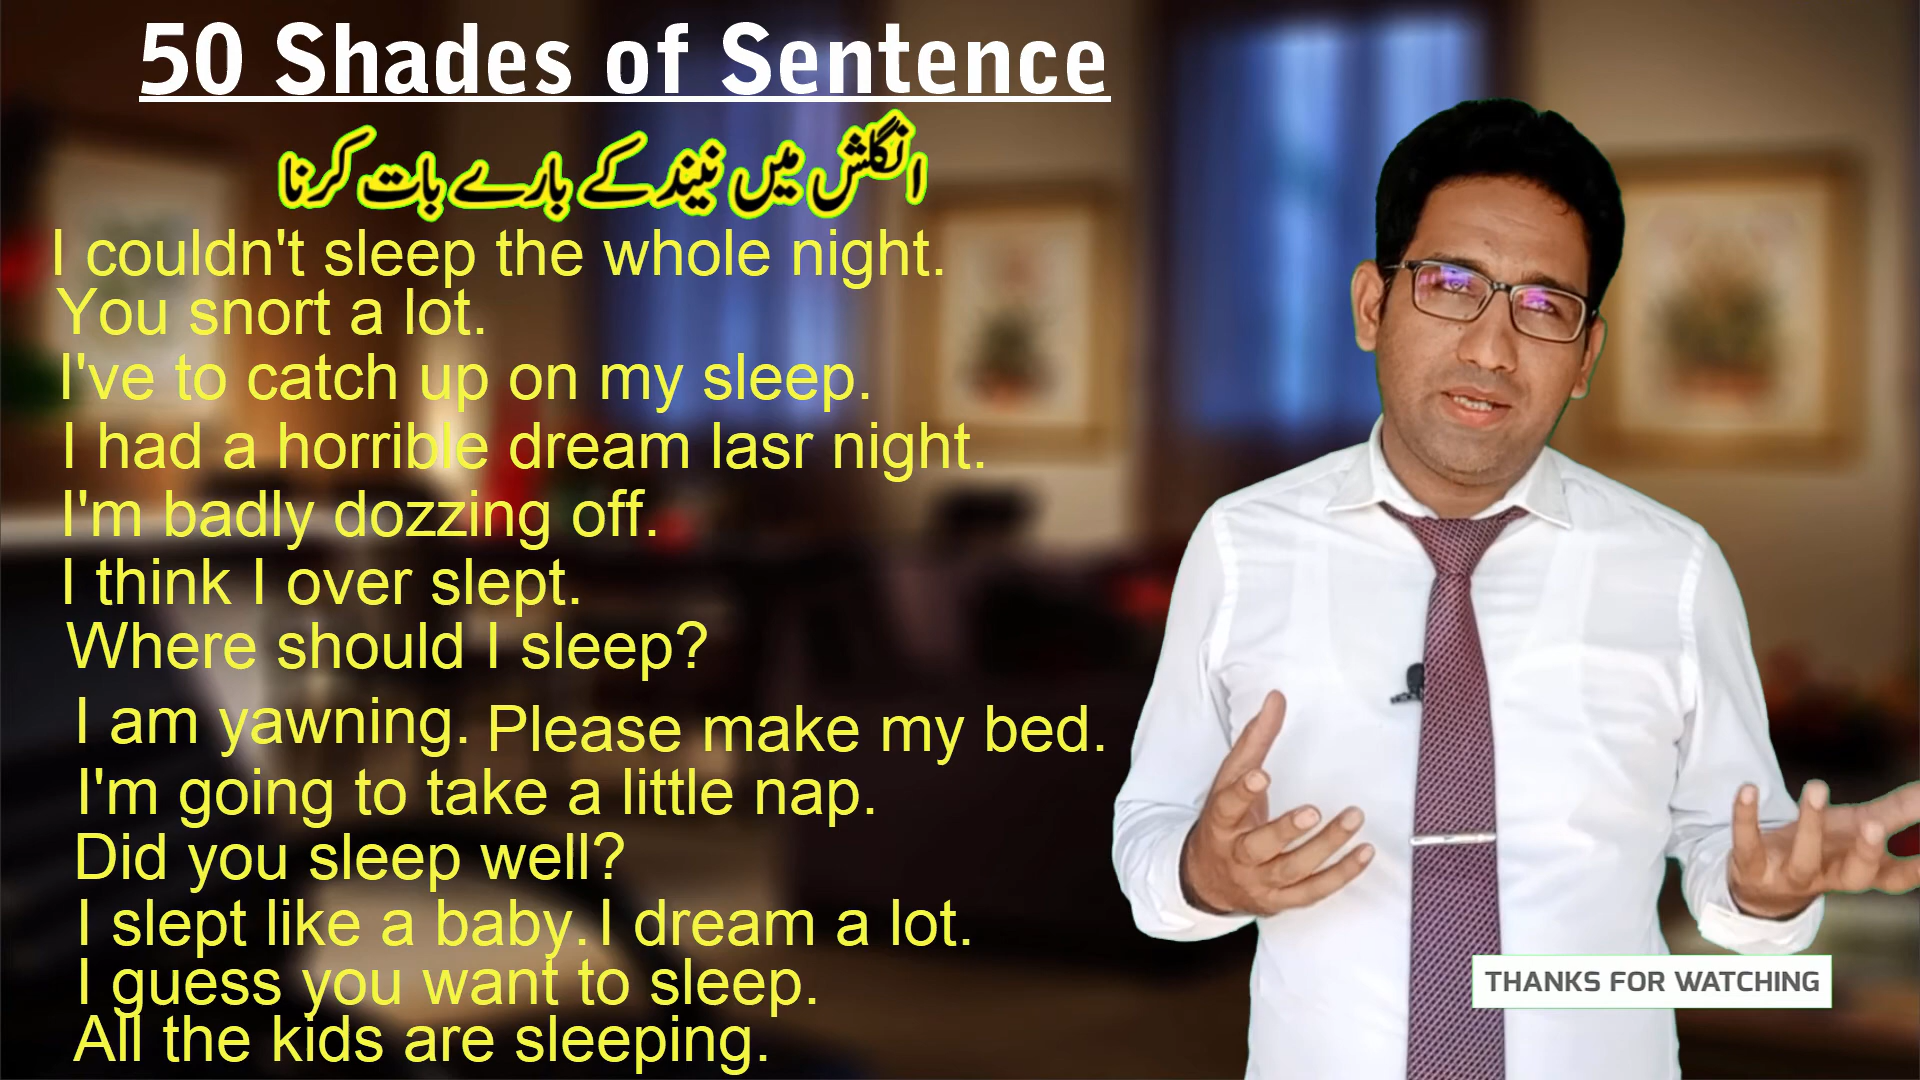 50 Shades of Sentence
انگلش میں نیند کے بارے بات کرنا
I couldn't sleep the whole night.
You snort a lot.
I've to catch up on my sleep.
I had a horrible dream lasr night.
I'm badly dozzing off.
I think I over slept.
Where should I sleep?
I am yawning. Please make my bed.
I'm going to take a little nap.
Did you sleep well?
I slept like a baby. I dream a lot.
I guess you want to sleep.
All the kids are sleeping.
THANKS FOR WATCHING